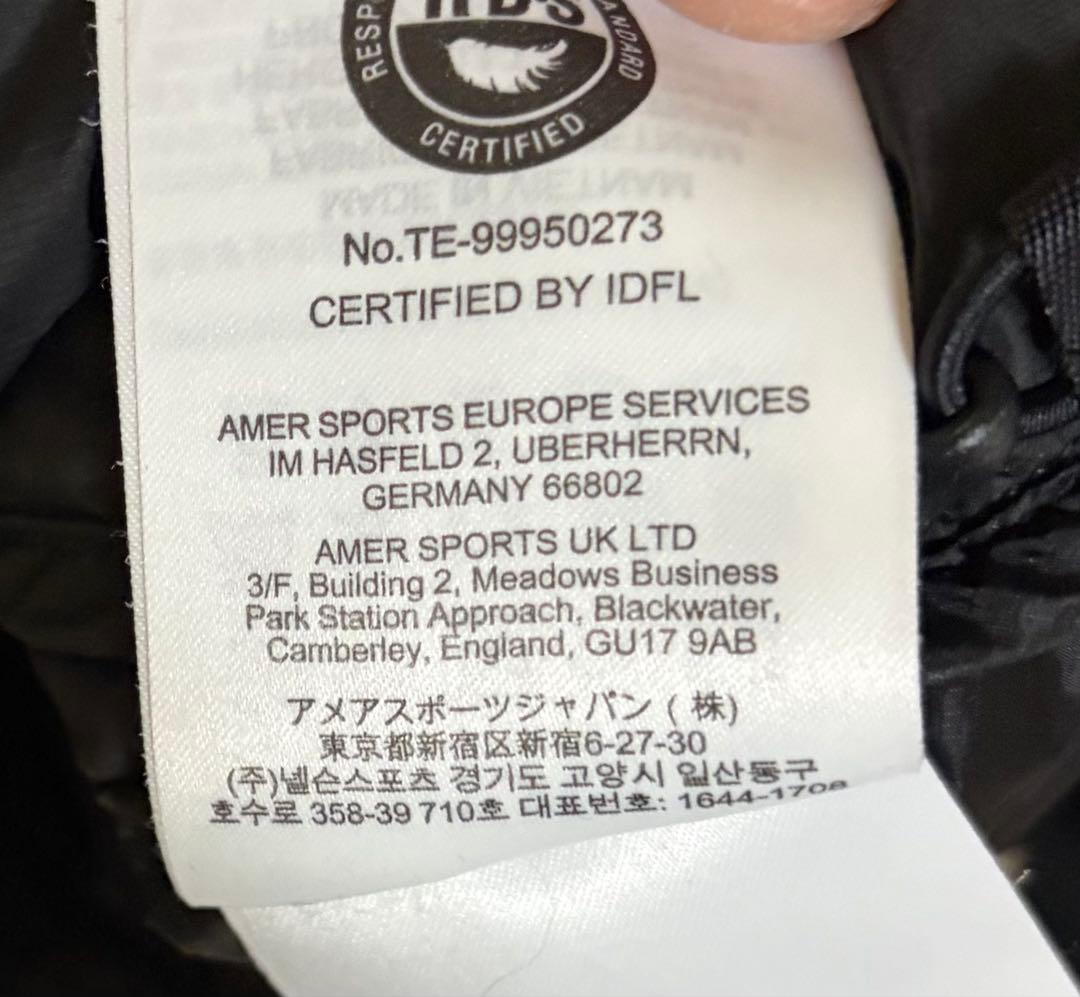 CERTIFIED
No.TE-99950273
CERTIFIED BY IDFL
AMER SPORTS EUROPE SERVICES
IM HASFELD 2, UBERHERRN,
GERMANY 66802
AMER SPORTS UK LTD
3/F, Building 2, Meadows Business
Park Station Approach, Blackwater,
Camberley, England, GU17 9AB
アメアスポーツジャパン (株)
東京都新宿区新宿6-27-30
(주)넬슨스포츠 경기도 고양시 일산동구
호수로 358-39 710호 대표번호:
MADE IN VIETNAM